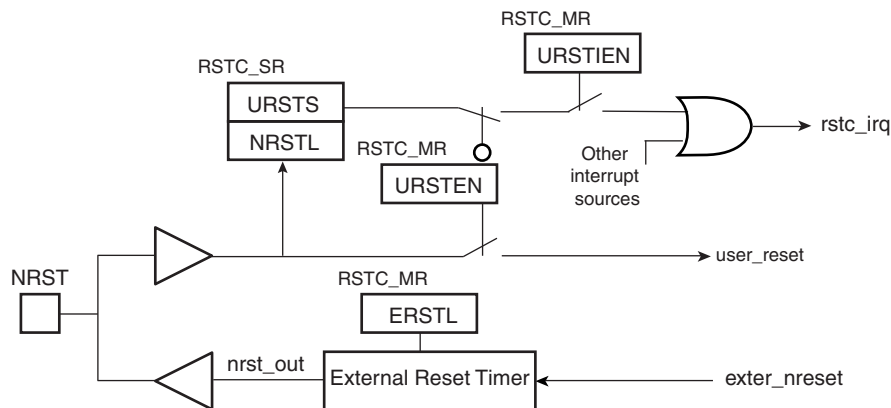 RSTC_MR
URSTIEN
RSTC_SR
URSTS
NRSTL
rstc_irq
RSTC_MR
URSTEN
Other
interrupt
sources
NRST
user_reset
RSTC_MR
ERSTL
nrst_out
External Reset Timer
exter_nreset